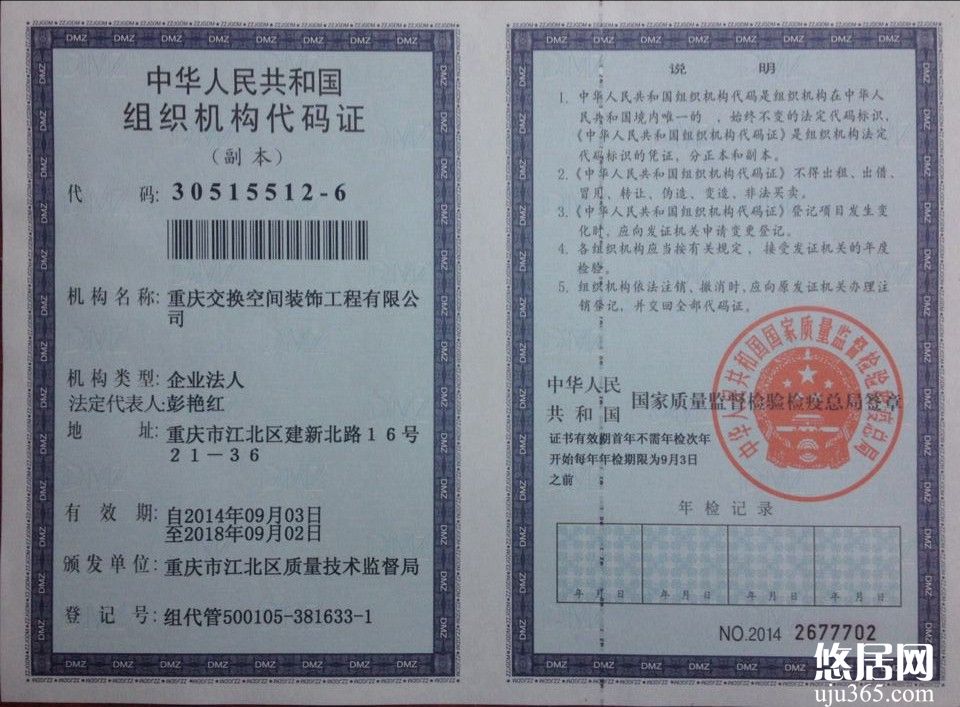 中华人民共和国
组织机构代码证
（副本）
代 码: 30515512-6
机构名称: 重庆交换空间装饰工程有限公
司
机构类型: 企业法人
法定代表人:彭艳红
地 址: 重庆市江北区建新北路16号
21-36
有 效 期: 自2014年09月03日
至2018年09月02日
颁发单位: 重庆市江北区质量技术监督局
登 记 号: 组代管500105-381633-1
说 明
1. 中华人民共和国组织机构代码是组织机构在中华人
民共和国境内唯一的 、始终不变的法定代码标识，
《中华人民共和国组织机构代码证》是组织机构法定
代码标识的凭证，分正本和副本。
2.《中华人民共和国组织机构代码证》不得出租、出借、
冒用、转让、伪造、变造、非法买卖。
3.《中华人民共和国组织机构代码证》登记项目发生变
化时，应向发证机关申请变更登记。
4. 各组织机构应当按有关规定 ，接受发证机关的年度
检验。
5. 组织机构依法注销、撤消时，应向原发证机关办理注
销登记，并交回全部代码证。
中华人民
共和国 国家质量监督检验检疫总局签章
中华人民共和国国家质量监督检验检疫总局
证书有效期首年不需年检次年
开始每年年检期限为9月3日
之前
年检记录
年 月 日 年 月 日 年 月 日 年 月 日
NO.2014 2677702
悠居网
uju365.com